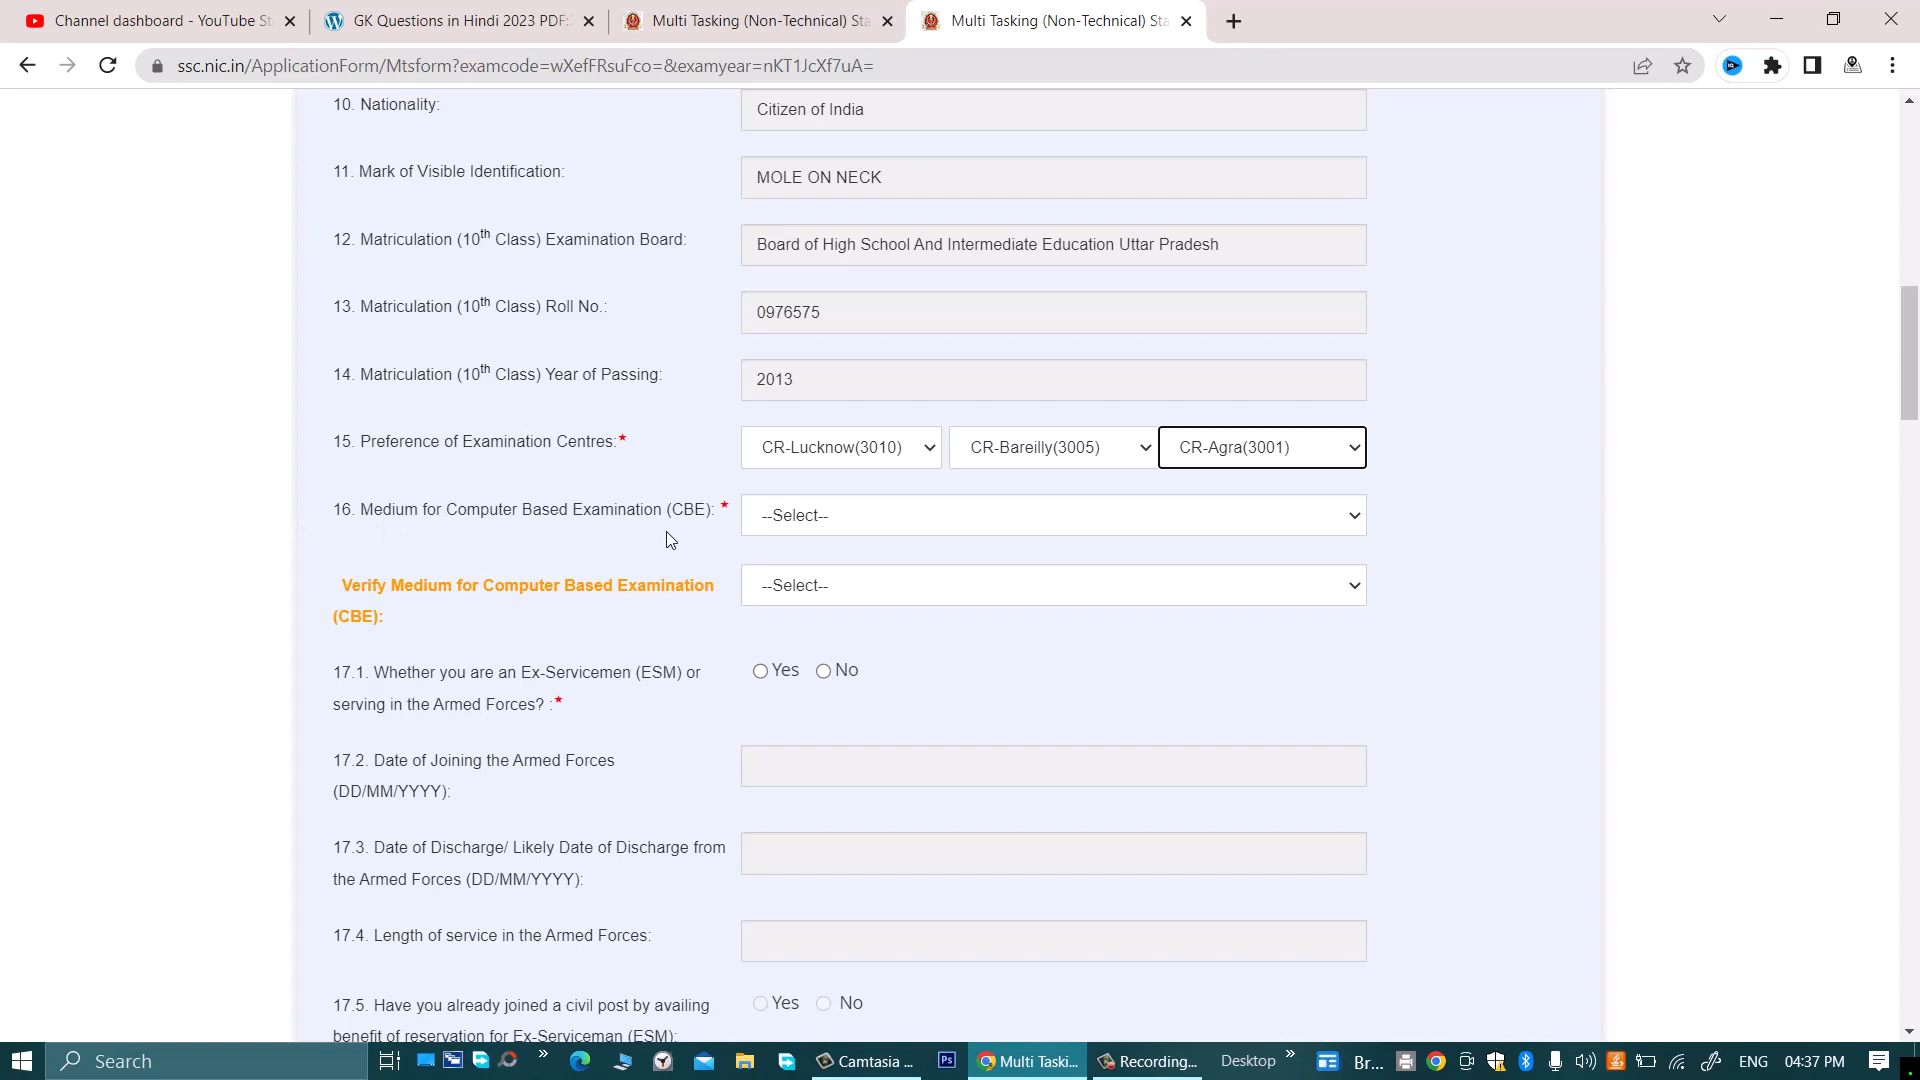 Channel dashboard - YouTube St
GK Questions in Hindi 2023 PDF:
Multi Tasking (Non-Technical) Sta
Multi Tasking (Non-Technical) Sta
ssc.nic.in/ApplicationForm/Mtsform?examcode=wXefFRsuFco=&examyear=nKT1JcXf7uA=
10. Nationality: Citizen of India
11. Mark of Visible Identification: MOLE ON NECK
12. Matriculation (10th Class) Examination Board: Board of High School And Intermediate Education Uttar Pradesh
13. Matriculation (10th Class) Roll No.: 0976575
14. Matriculation (10th Class) Year of Passing: 2013
15. Preference of Examination Centres:* CR-Lucknow(3010) CR-Bareilly(3005) CR-Agra(3001)
16. Medium for Computer Based Examination (CBE): * --Select--
Verify Medium for Computer Based Examination --Select--
(CBE):
17.1. Whether you are an Ex-Servicemen (ESM) or Yes No
serving in the Armed Forces? :*
17.2. Date of Joining the Armed Forces
(DD/MM/YYYY):
17.3. Date of Discharge/ Likely Date of Discharge from
the Armed Forces (DD/MM/YYYY):
17.4. Length of service in the Armed Forces:
17.5. Have you already joined a civil post by availing Yes No
benefit of reservation for Ex-Serviceman (ESM):
Search Camtasia ... Ps Multi Taski... Recording... Desktop Br... ENG 04:37 PM